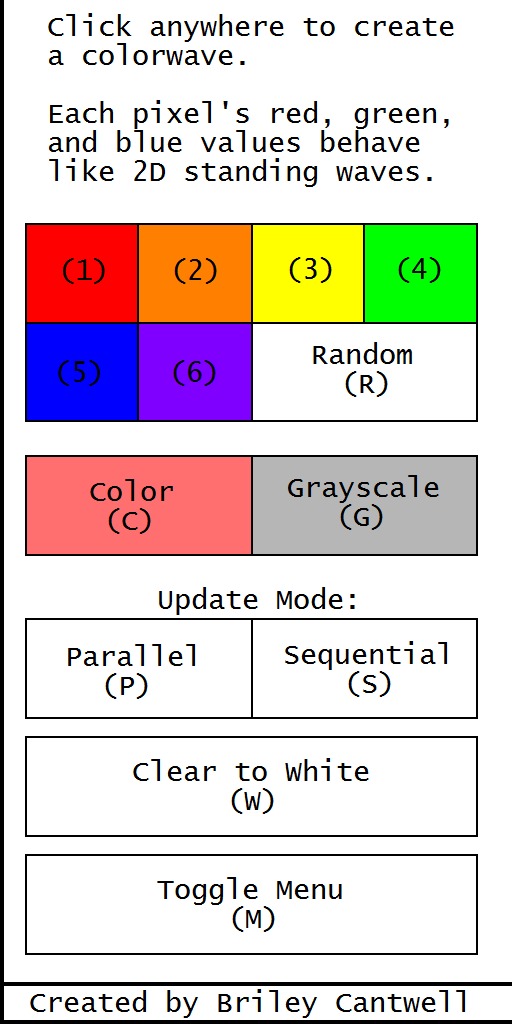 Click anywhere to create
a colorwave.
Each pixel's red, green,
and blue values behave
like 2D standing waves.
(1) (2) (3) (4)
(5) (6) Random
(R)
Color Grayscale
(C) (G)
Update Mode:
Parallel Sequential
(P) (S)
Clear to White
(W)
Toggle Menu
(M)
Created by Briley Cantwell